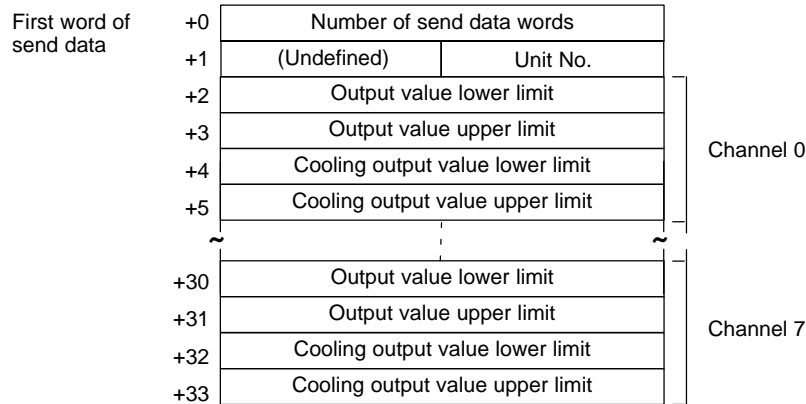 First word of
send data
+0 Number of send data words
+1 (Undefined) Unit No.
+2 Output value lower limit
+3 Output value upper limit
+4 Cooling output value lower limit
+5 Cooling output value upper limit
Channel 0
~ ~
+30 Output value lower limit
+31 Output value upper limit
+32 Cooling output value lower limit
+33 Cooling output value upper limit
Channel 7